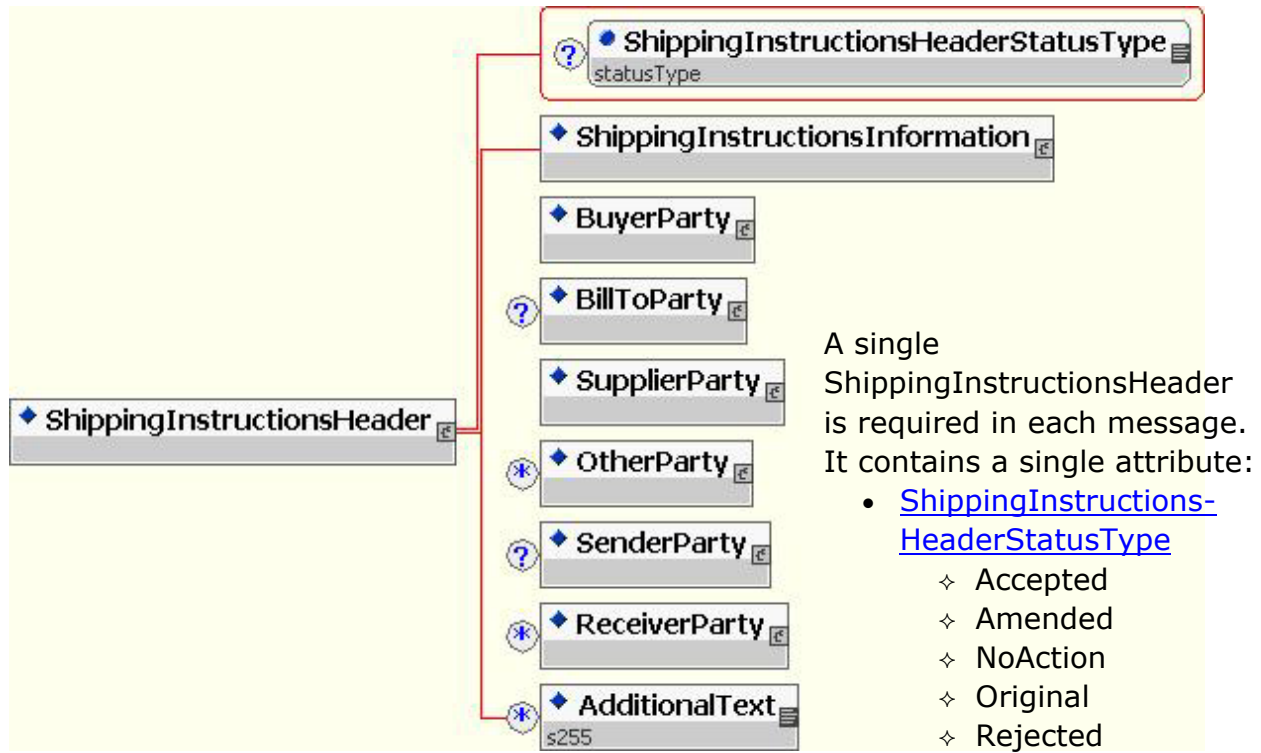 ? ShippingInstructionsHeaderStatusType
statusType
ShippingInstructionsInformation
BuyerParty
? BillToParty
SupplierParty
ShippingInstructionsHeader
* OtherParty
? SenderParty
* ReceiverParty
* AdditionalText
s255
A single
ShippingInstructionsHeader
is required in each message.
It contains a single attribute:
• ShippingInstructions-
HeaderStatusType
✧ Accepted
✧ Amended
✧ NoAction
✧ Original
✧ Rejected